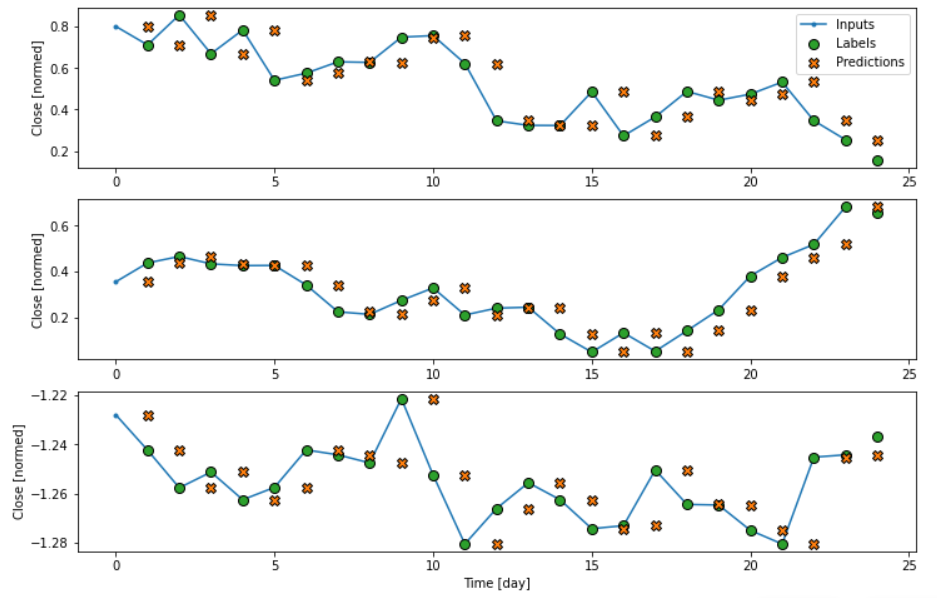 Close [normed]
0.8
0.6
0.4
0.2
Inputs
Labels
Predictions
0 5 10 15 20 25
Close [normed]
0.6
0.4
0.2
0 5 10 15 20 25
Close [normed]
−1.22
−1.24
−1.26
−1.28
0 5 10 15 20 25
Time [day]